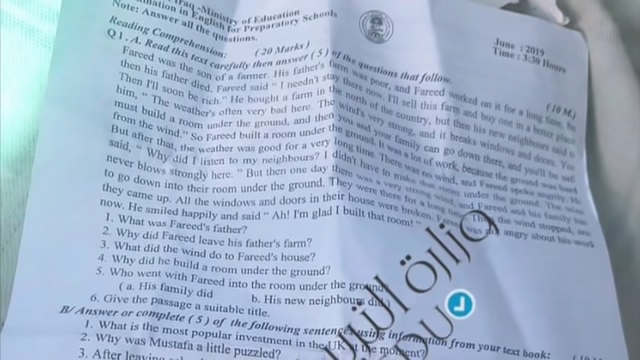 Iraq -Ministry of Education
Examination in English for Preparatory Schools
Note: Answer all the questions.
June : 2019
Time : 3:30 Hours
Reading Comprehension: (20 Marks)
Q 1. A. Read this text carefully then answer (5) of the questions that follow. (10 M.)
Fareed was the son of a farmer. His father's farm was poor, and Fareed worked on it for a long time,
then his father died, Fareed said " I needn't stay there now. I'll sell this farm and buy one in a better place
Then I'll soon be rich." He bought a farm in the north of the country, but then his new neighbours said to
him, " The weather's often very bad here. The wind's very strong, and it breaks windows and doors. You
must build a room under the ground, and then you and your family can go down there, and you'll be safe
from the wind." So Fareed built a room under the ground. It was a lot of work, because the ground was hard
But after that, the weather was good for a very long time. There was no wind, and Fareed
said, " Why did I listen to my neighbours? I didn't have to make that room under the ground. The wind
never blows strongly here. " But then one day there was a very strong wind, and Fareed and his family
to go down into their room under the ground. They were there for a long Then the wind stopped, and
they came up. All the windows and doors in their house were broken. Fareed was angry about his work
now. He smiled happily and said " Ah! I'm glad I built that room! "
1. What was Fareed's father?
2. Why did Fareed leave his father's farm?
3. What did the wind do to Fareed's house?
4. Why did he build a room under the ground?
5. Who went with Fareed into the room under the ground
( a. His family did b. His new neighbours did )
6. Give the passage a suitable title.
B/ Answer or complete ( 5 ) of the following sentences using information from your text books (10
1. What is the most popular investment in the UK at the moment?
2. Why was Mustafa a little puzzled?
3. After leaving